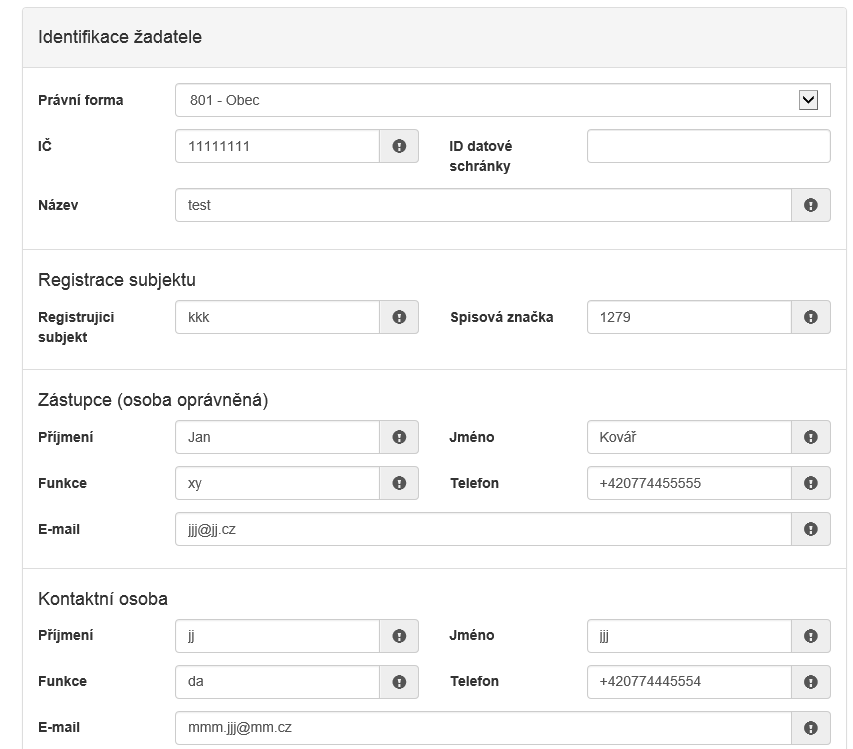 Identifikace žadatele
Právní forma 801 - Obec
IČ 11111111 ID datové
schránky
Název test
Registrace subjektu
Registrujíci kkk Spisová značka 1279
subjekt
Zástupce (osoba oprávněná)
Příjmení Jan Jméno Kovář
Funkce xy Telefon +420774455555
E-mail jjj@jj.cz
Kontaktní osoba
Příjmení jj Jméno jjj
Funkce da Telefon +420774445554
E-mail mmm.jjj@mm.cz